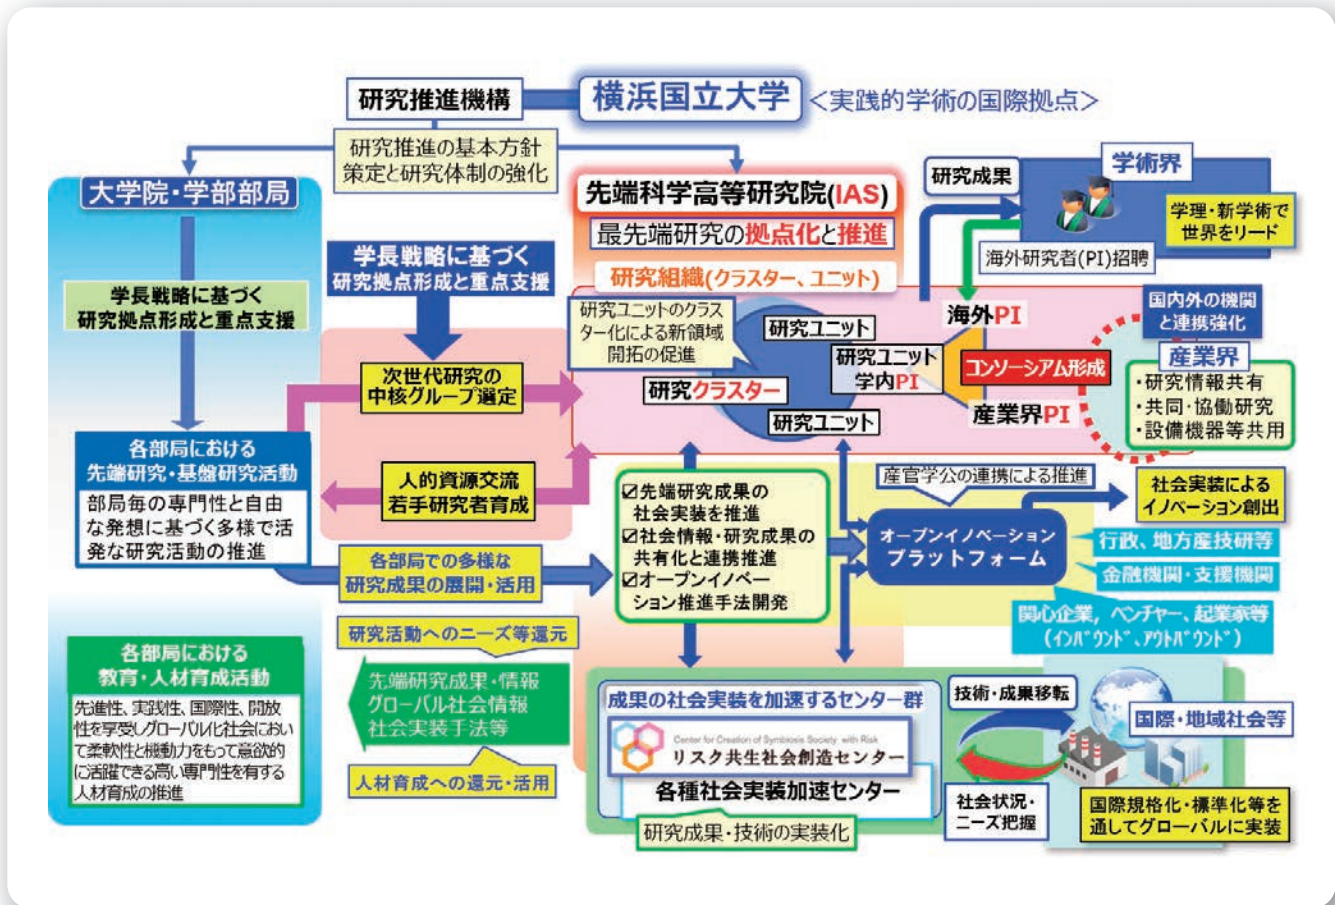 研究推進機構
横浜国立大学
＜実践的学術の国際拠点＞
研究推進の基本方針
策定と研究体制の強化
大学院・学部部局
学長戦略に基づく
研究拠点形成と重点支援
各部局における
先端研究・基盤研究活動
部局毎の専門性と自由
な発想に基づく多様で活
発な研究活動の推進
各部局における
教育・人材育成活動
先進性、実践性、国際性、開放
性を享受しグローバル化社会におい
て柔軟性と機動力をもって意欲的
に活躍できる高い専門性を有する
人材育成の推進
学長戦略に基づく
研究拠点形成と重点支援
次世代研究の
中核グループ選定
人的資源交流
若手研究者育成
各部局での多様な
研究成果の展開・活用
研究活動へのニーズ等還元
先端研究成果・情報
グローバル社会情報
社会実装手法等
人材育成への還元・活用
先端科学高等研究院(IAS)
最先端研究の拠点化と推進
研究組織(クラスター、ユニット)
研究ユニットのクラス
ター化による新領域
開拓の促進
研究ユニット
研究クラスター
研究ユニット
学内PI
研究ユニット
海外PI
コンソーシアム形成
産業界PI
研究成果
学術界
学理・新学術で
世界をリード
海外研究者(PI)招聘
国内外の機関
と連携強化
産業界
・研究情報共有
・共同・協働研究
・設備機器等共用
☑先端研究成果の
社会実装を推進
☑社会情報・研究成果の
共有化と連携推進
☑オープンイノベー
ション推進手法開発
産官学公の連携による推進
オープンイノベーション
プラットフォーム
社会実装による
イノベーション創出
行政、地方産技研等
金融機関・支援機関
関心企業，ベンチャー、起業家等
(ｲﾝﾊﾞｳﾝﾄﾞ、ｱｳﾄﾊﾞｳﾝﾄﾞ)
成果の社会実装を加速するセンター群
Center for Creation of Symbiosis Society with Risk
リスク共生社会創造センター
各種社会実装加速センター
研究成果・技術の実装化
技術・成果移転
国際・地域社会等
社会状況・
ニーズ把握
国際規格化・標準化等を
通してグローバルに実装